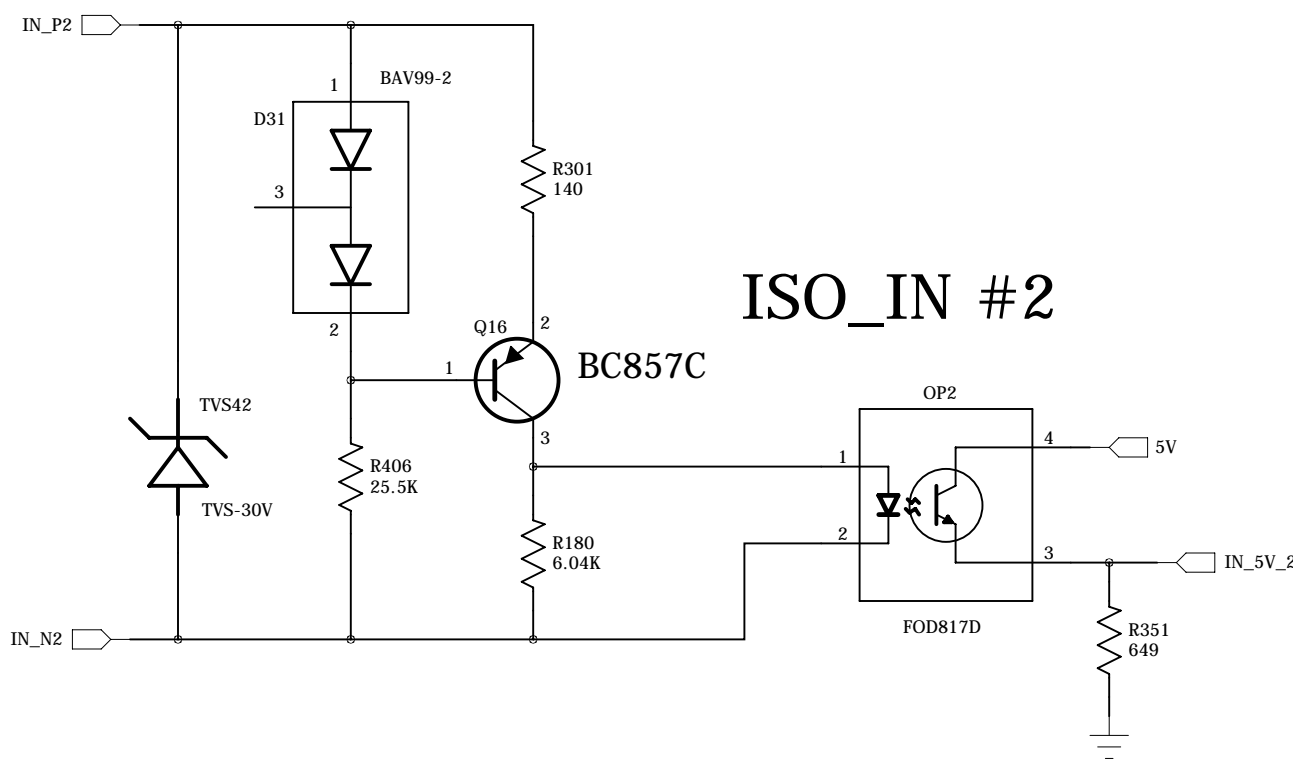 IN_P2
BAV99-2
1
D31
3
2
R301
140
ISO_IN #2
Q16
2
1
BC857C
3
TVS42
TVS-30V
R406
25.5K
R180
6.04K
OP2
1
4
5V
2
3
IN_5V_2
FOD817D
R351
649
IN_N2